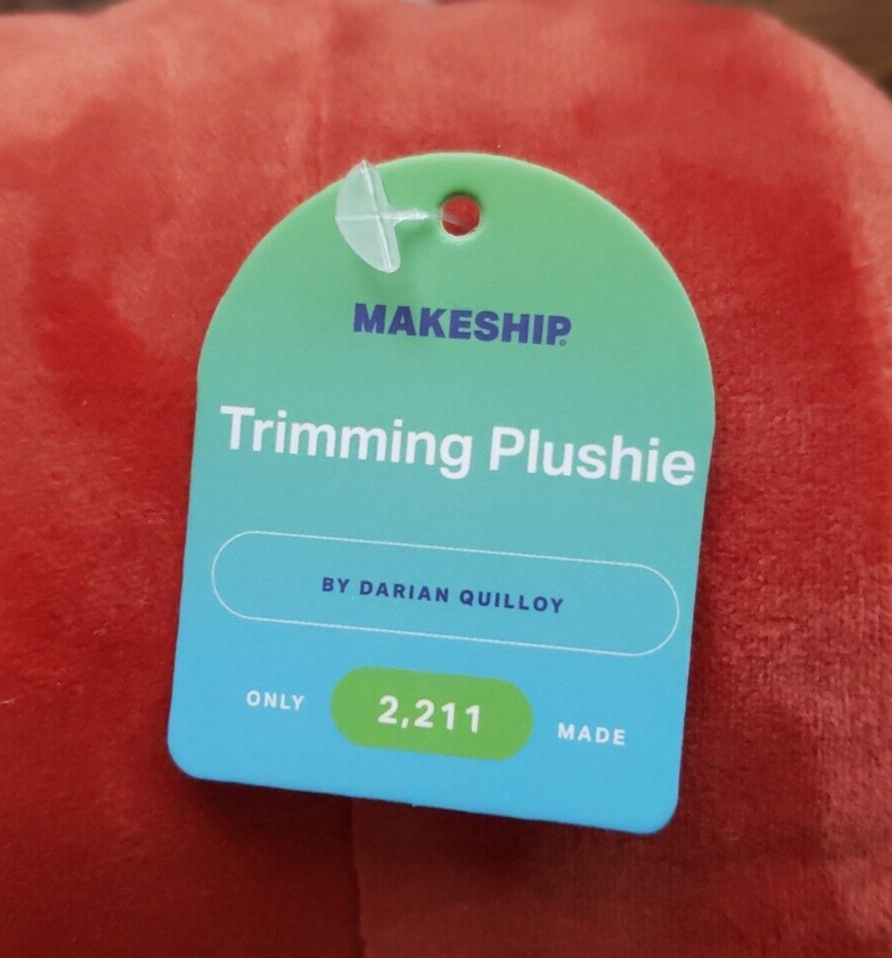 MAKESHIP
Trimming Plushie
BY DARIAN QUILLOY
ONLY 2,211 MADE